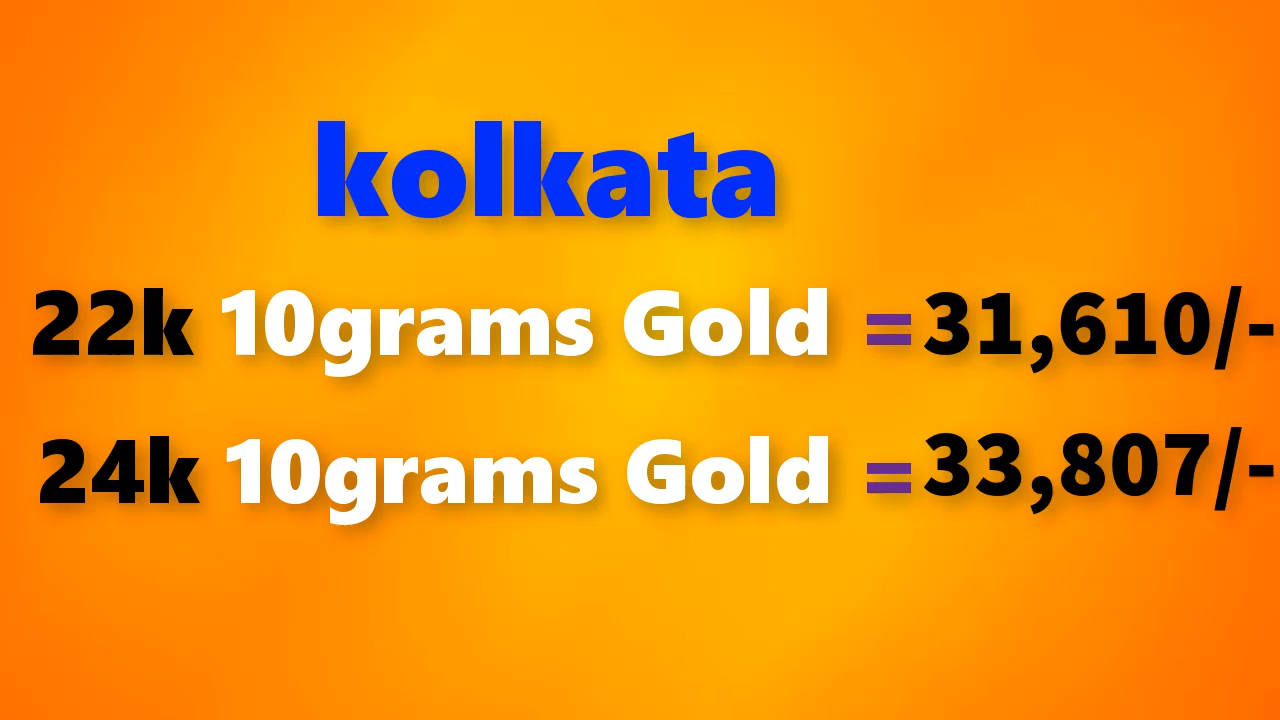 kolkata
22k 10grams Gold =31,610/-
24k 10grams Gold =33,807/-